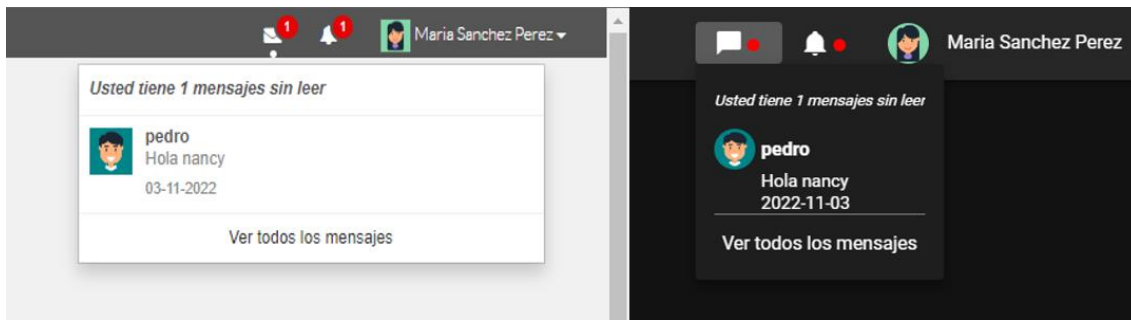 1
1
Maria Sanchez Perez
Usted tiene 1 mensajes sin leer
pedro
Hola nancy
03-11-2022
Ver todos los mensajes
Maria Sanchez Perez
Usted tiene 1 mensajes sin leer
pedro
Hola nancy
2022-11-03
Ver todos los mensajes